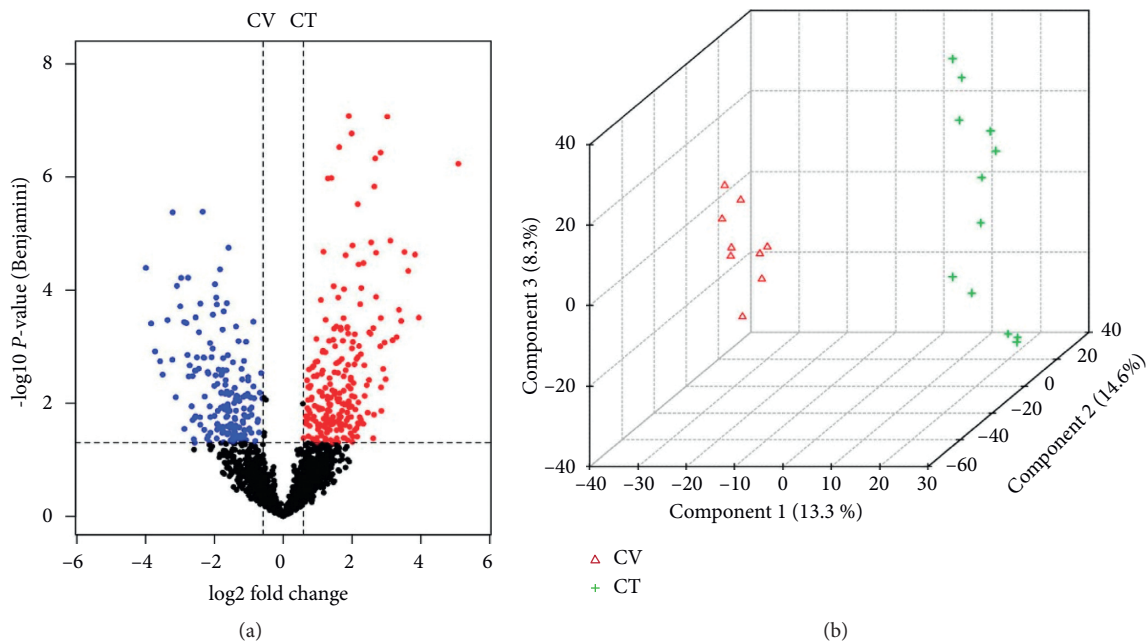 CV CT
8
6
4
2
0
-log10 P-value (Benjamini)
−6 −4 −2 0 2 4 6
log2 fold change
(a)
40
20
0
−20
−40
Component 3 (8.3%)
−40 −30 −20 −10 0 10 20 30
Component 1 (13.3 %)
40
20
0
−20
−40
−60
Component 2 (14.6%)
CV
CT
(b)